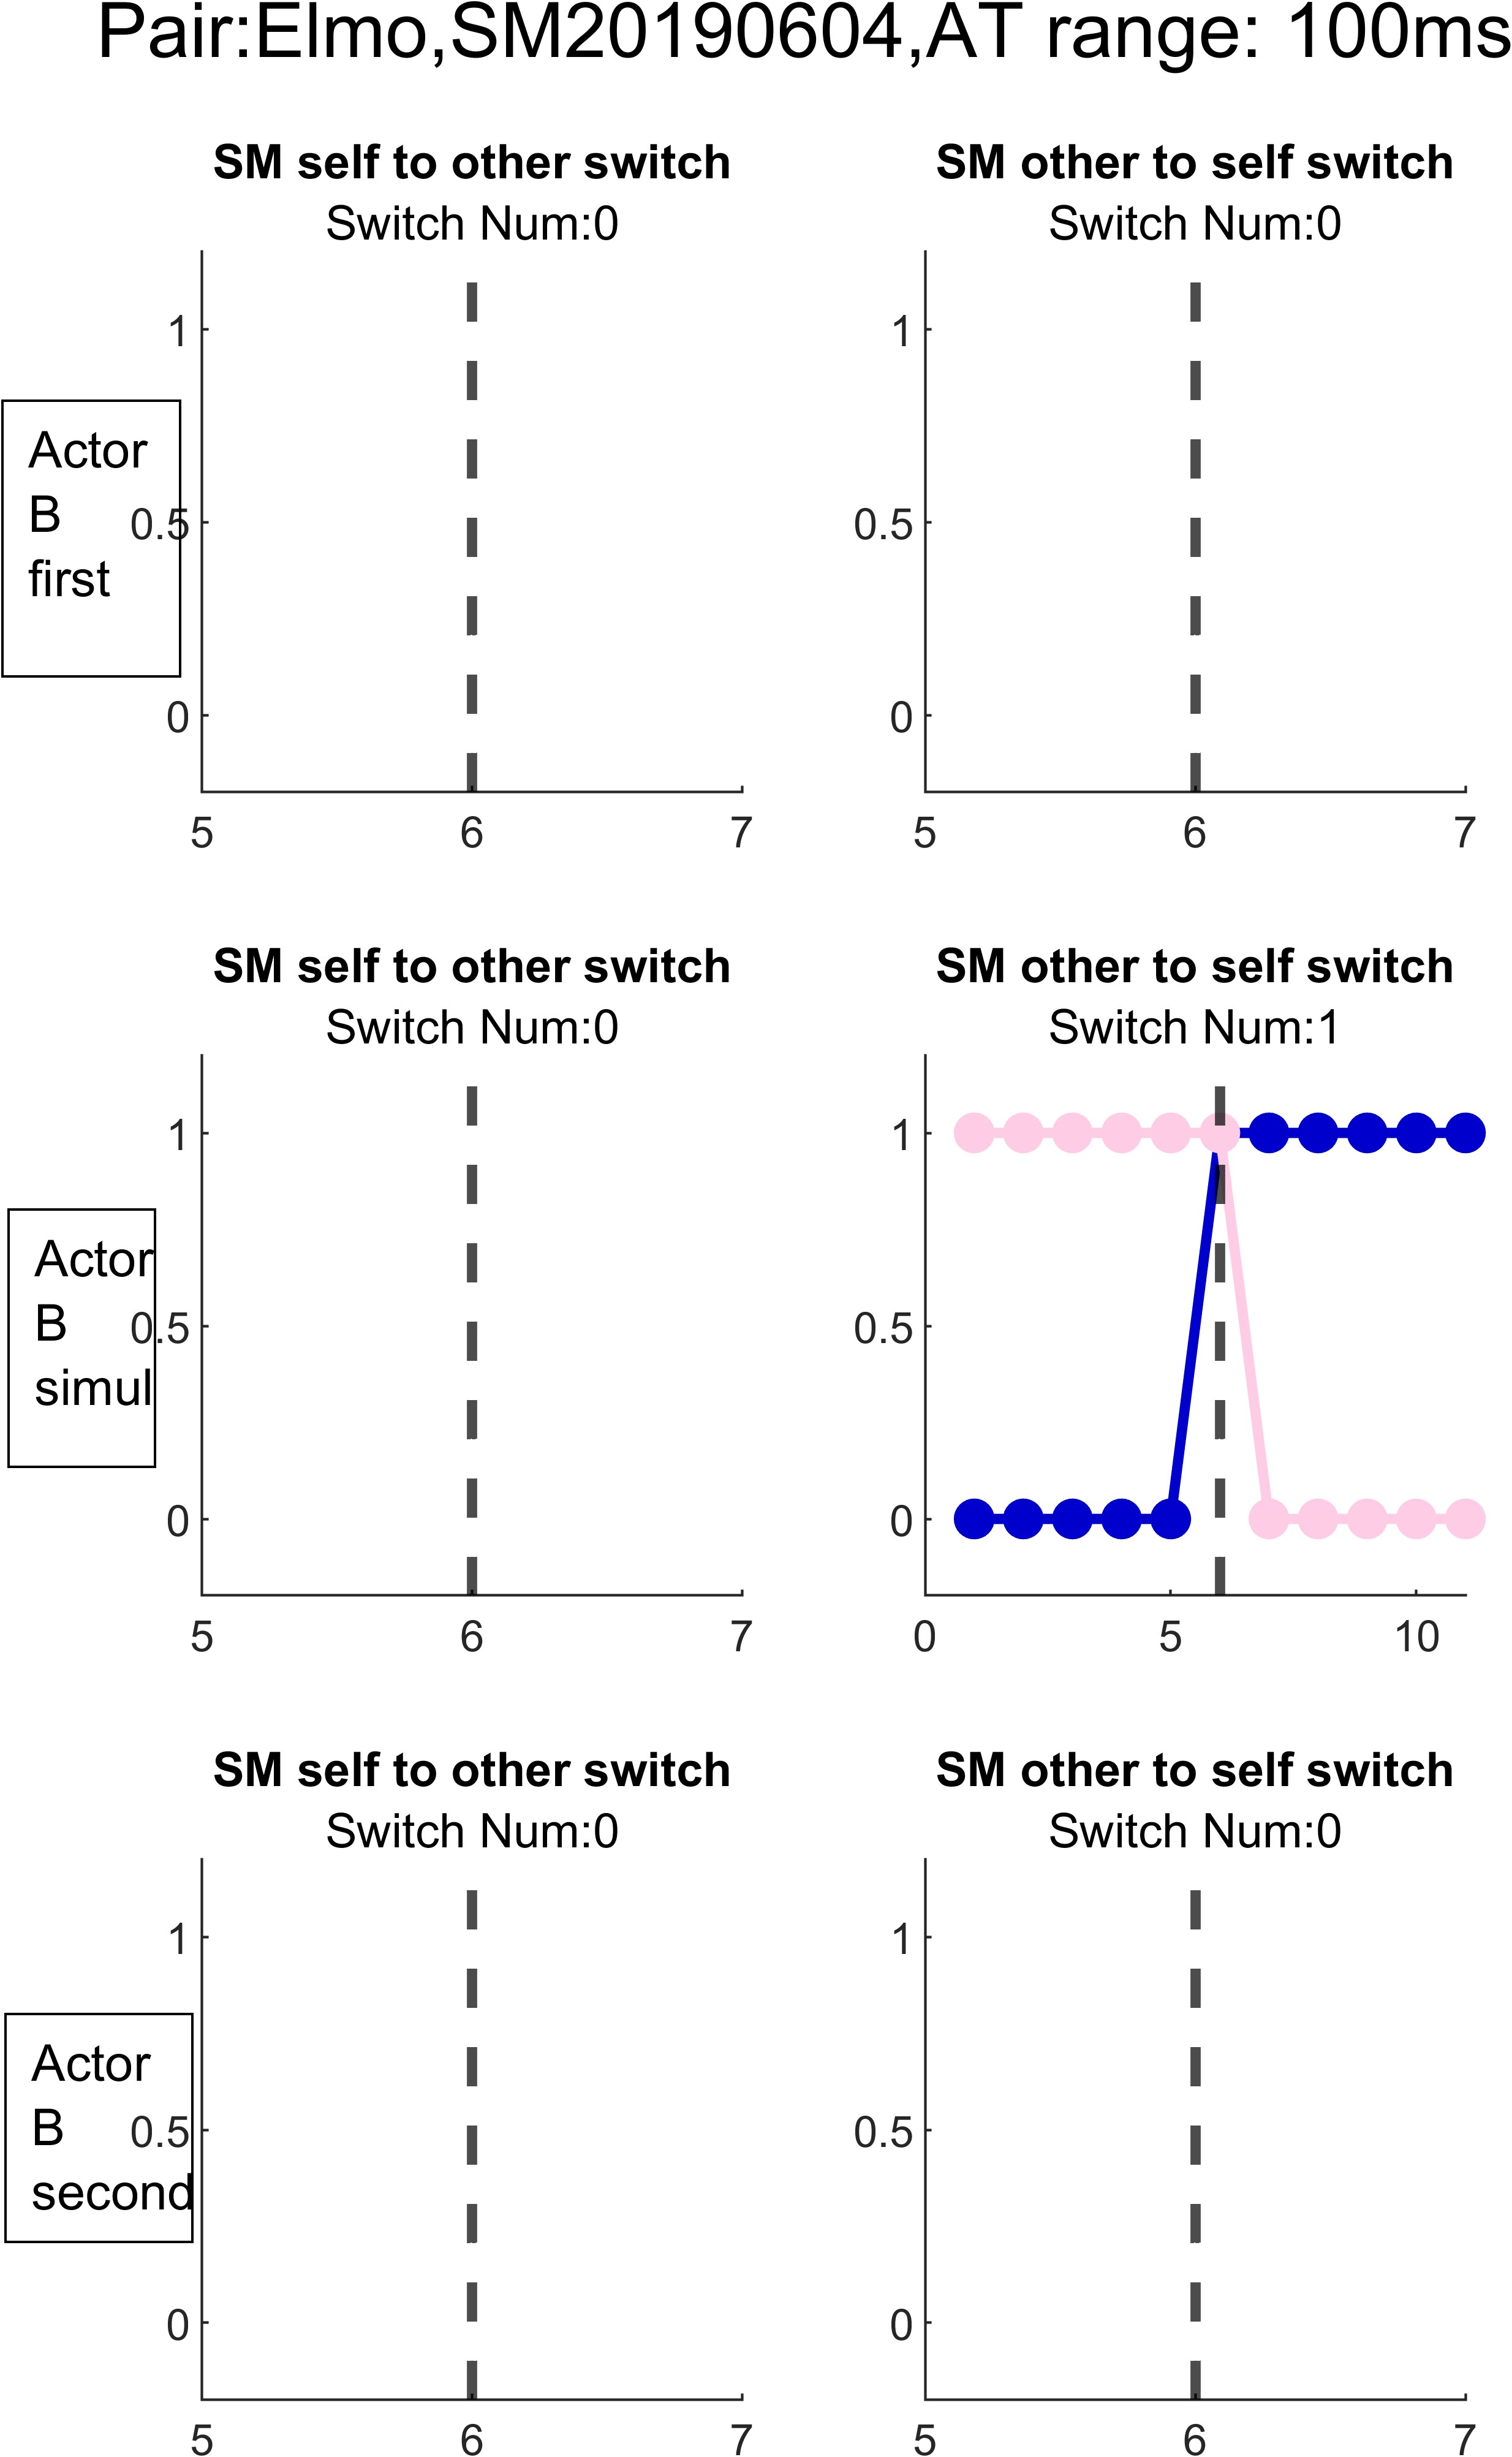 Pair:Elmo,SM20190604,AT range: 100ms
SM self to other switch
Switch Num:0
1
0.5
0
5 6 7
SM other to self switch
Switch Num:0
1
0.5
0
5 6 7
Actor
B
first
SM self to other switch
Switch Num:0
1
0.5
0
5 6 7
SM other to self switch
Switch Num:1
1
0.5
0
0 5 10
Actor
B
simul
SM self to other switch
Switch Num:0
1
0.5
0
5 6 7
SM other to self switch
Switch Num:0
1
0.5
0
5 6 7
Actor
B
second